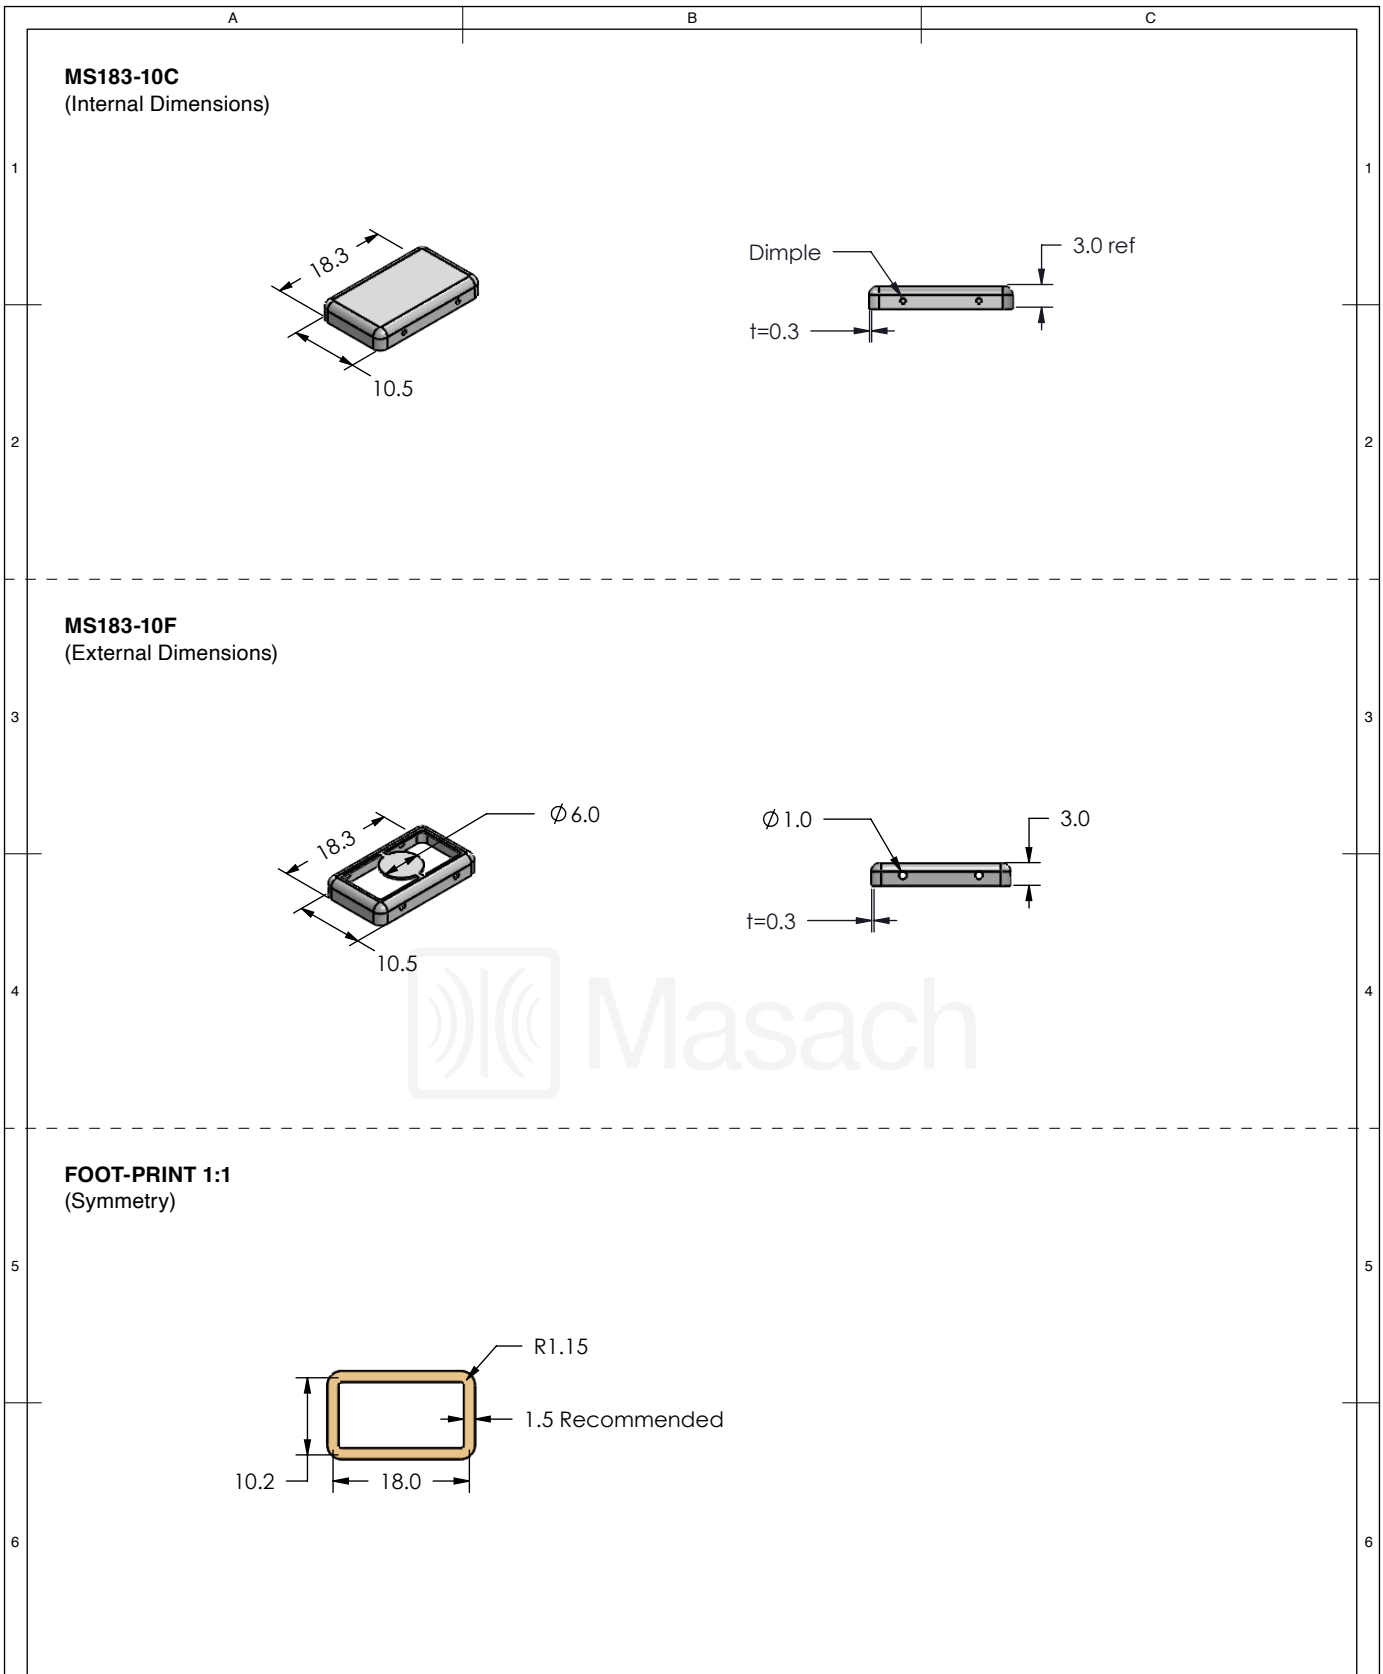 A B C
MS183-10C
(Internal Dimensions)
1 1
18.3
10.5
Dimple
3.0 ref
t=0.3
2 2
MS183-10F
(External Dimensions)
3 3
18.3
Ø6.0
10.5
Ø1.0
3.0
t=0.3
Masach
4 4
FOOT-PRINT 1:1
(Symmetry)
5 5
R1.15
1.5 Recommended
10.2
18.0
6 6